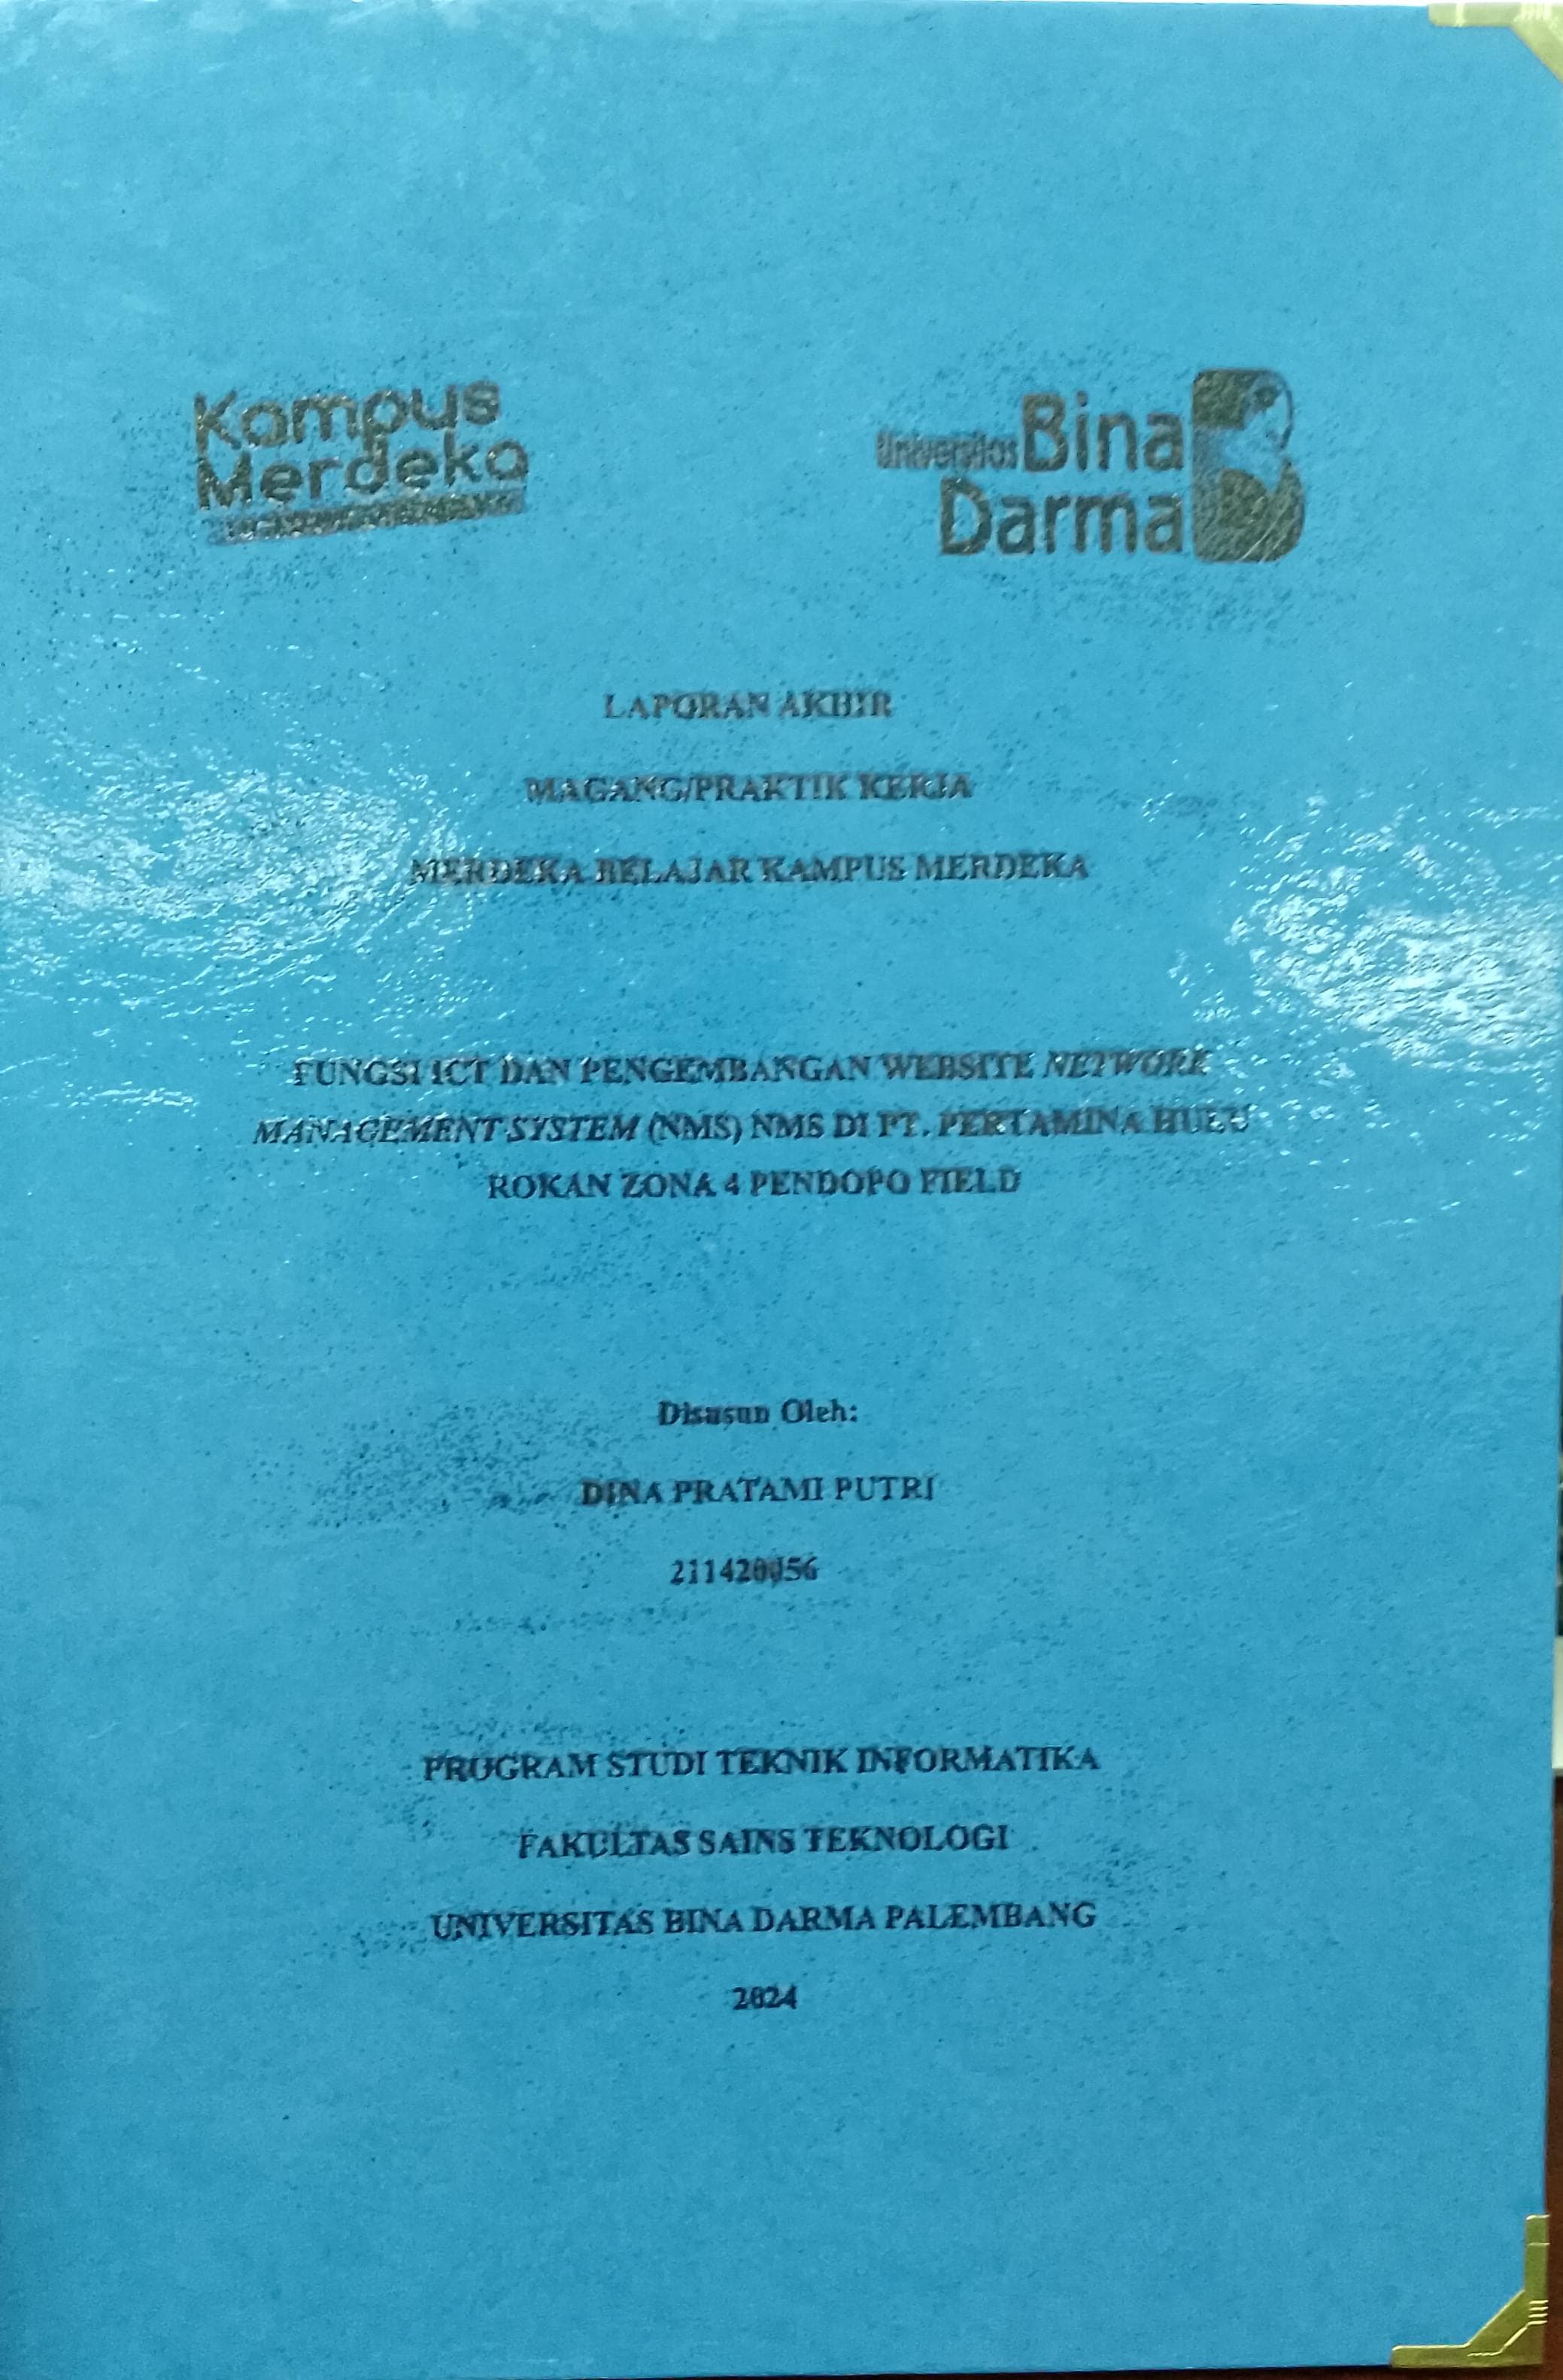 Kampus
Merdeka
Universitas Bina
Darma
LAPORAN AKHIR
MAGANG/PRAKTIK KERJA
MERDEKA BELAJAR KAMPUS MERDEKA
FUNGSI ICT DAN PENGEMBANGAN WEBSITE NETWORK
MANAGEMENT SYSTEM (NMS) NMS DI PT. PERTAMINA HULU
ROKAN ZONA 4 PENDOPO FIELD
Disusun Oleh:
DINA PRATAMI PUTRI
211420056
PROGRAM STUDI TEKNIK INFORMATIKA
FAKULTAS SAINS TEKNOLOGI
UNIVERSITAS BINA DARMA PALEMBANG
2024